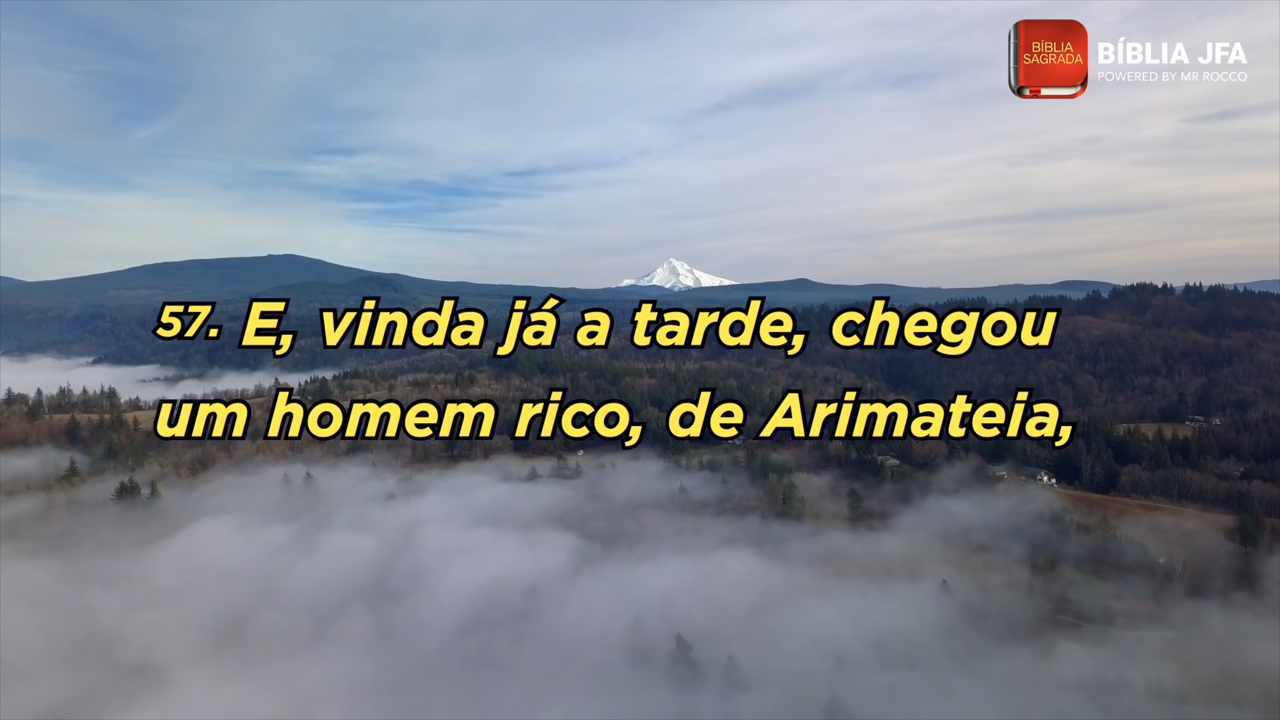 BÍBLIA
SAGRADA
BÍBLIA JFA
POWERED BY MR ROCCO
57. E, vinda já a tarde, chegou
um homem rico, de Arimateia,